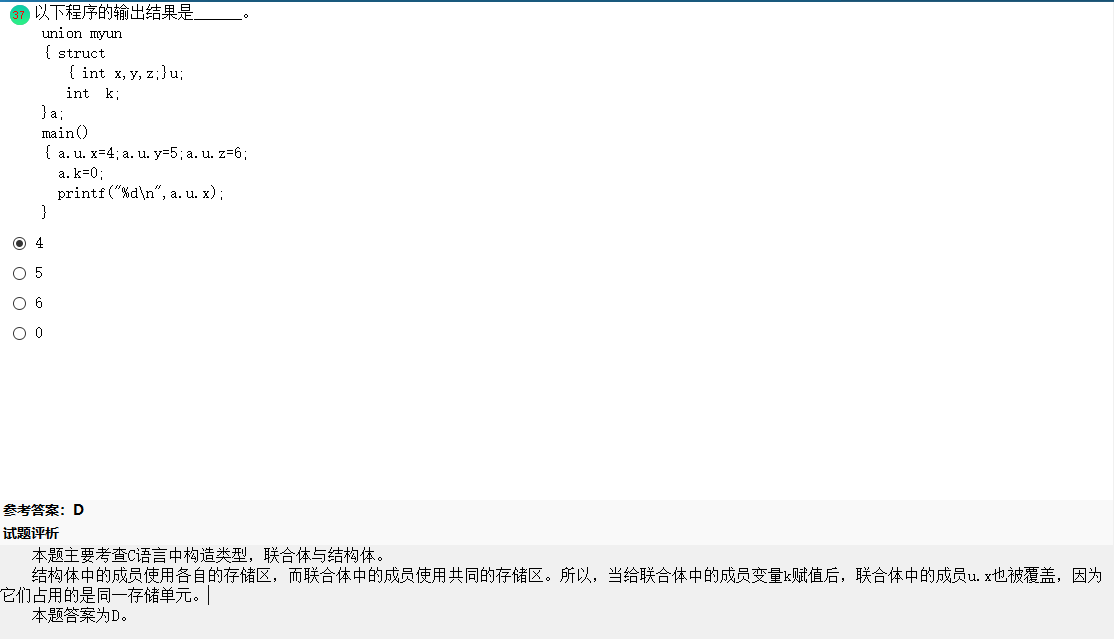 37 以下程序的输出结果是______。
union myun
{ struct
{ int x,y,z;}u;
int k;
}a;
main()
{ a.u.x=4;a.u.y=5;a.u.z=6;
a.k=0;
printf("%d\n",a.u.x);
}
4
5
6
0
参考答案：D
试题评析
本题主要考查C语言中构造类型，联合体与结构体。
结构体中的成员使用各自的存储区，而联合体中的成员使用共同的存储区。所以，当给联合体中的成员变量k赋值后，联合体中的成员u.x也被覆盖，因为
它们占用的是同一存储单元。
本题答案为D。